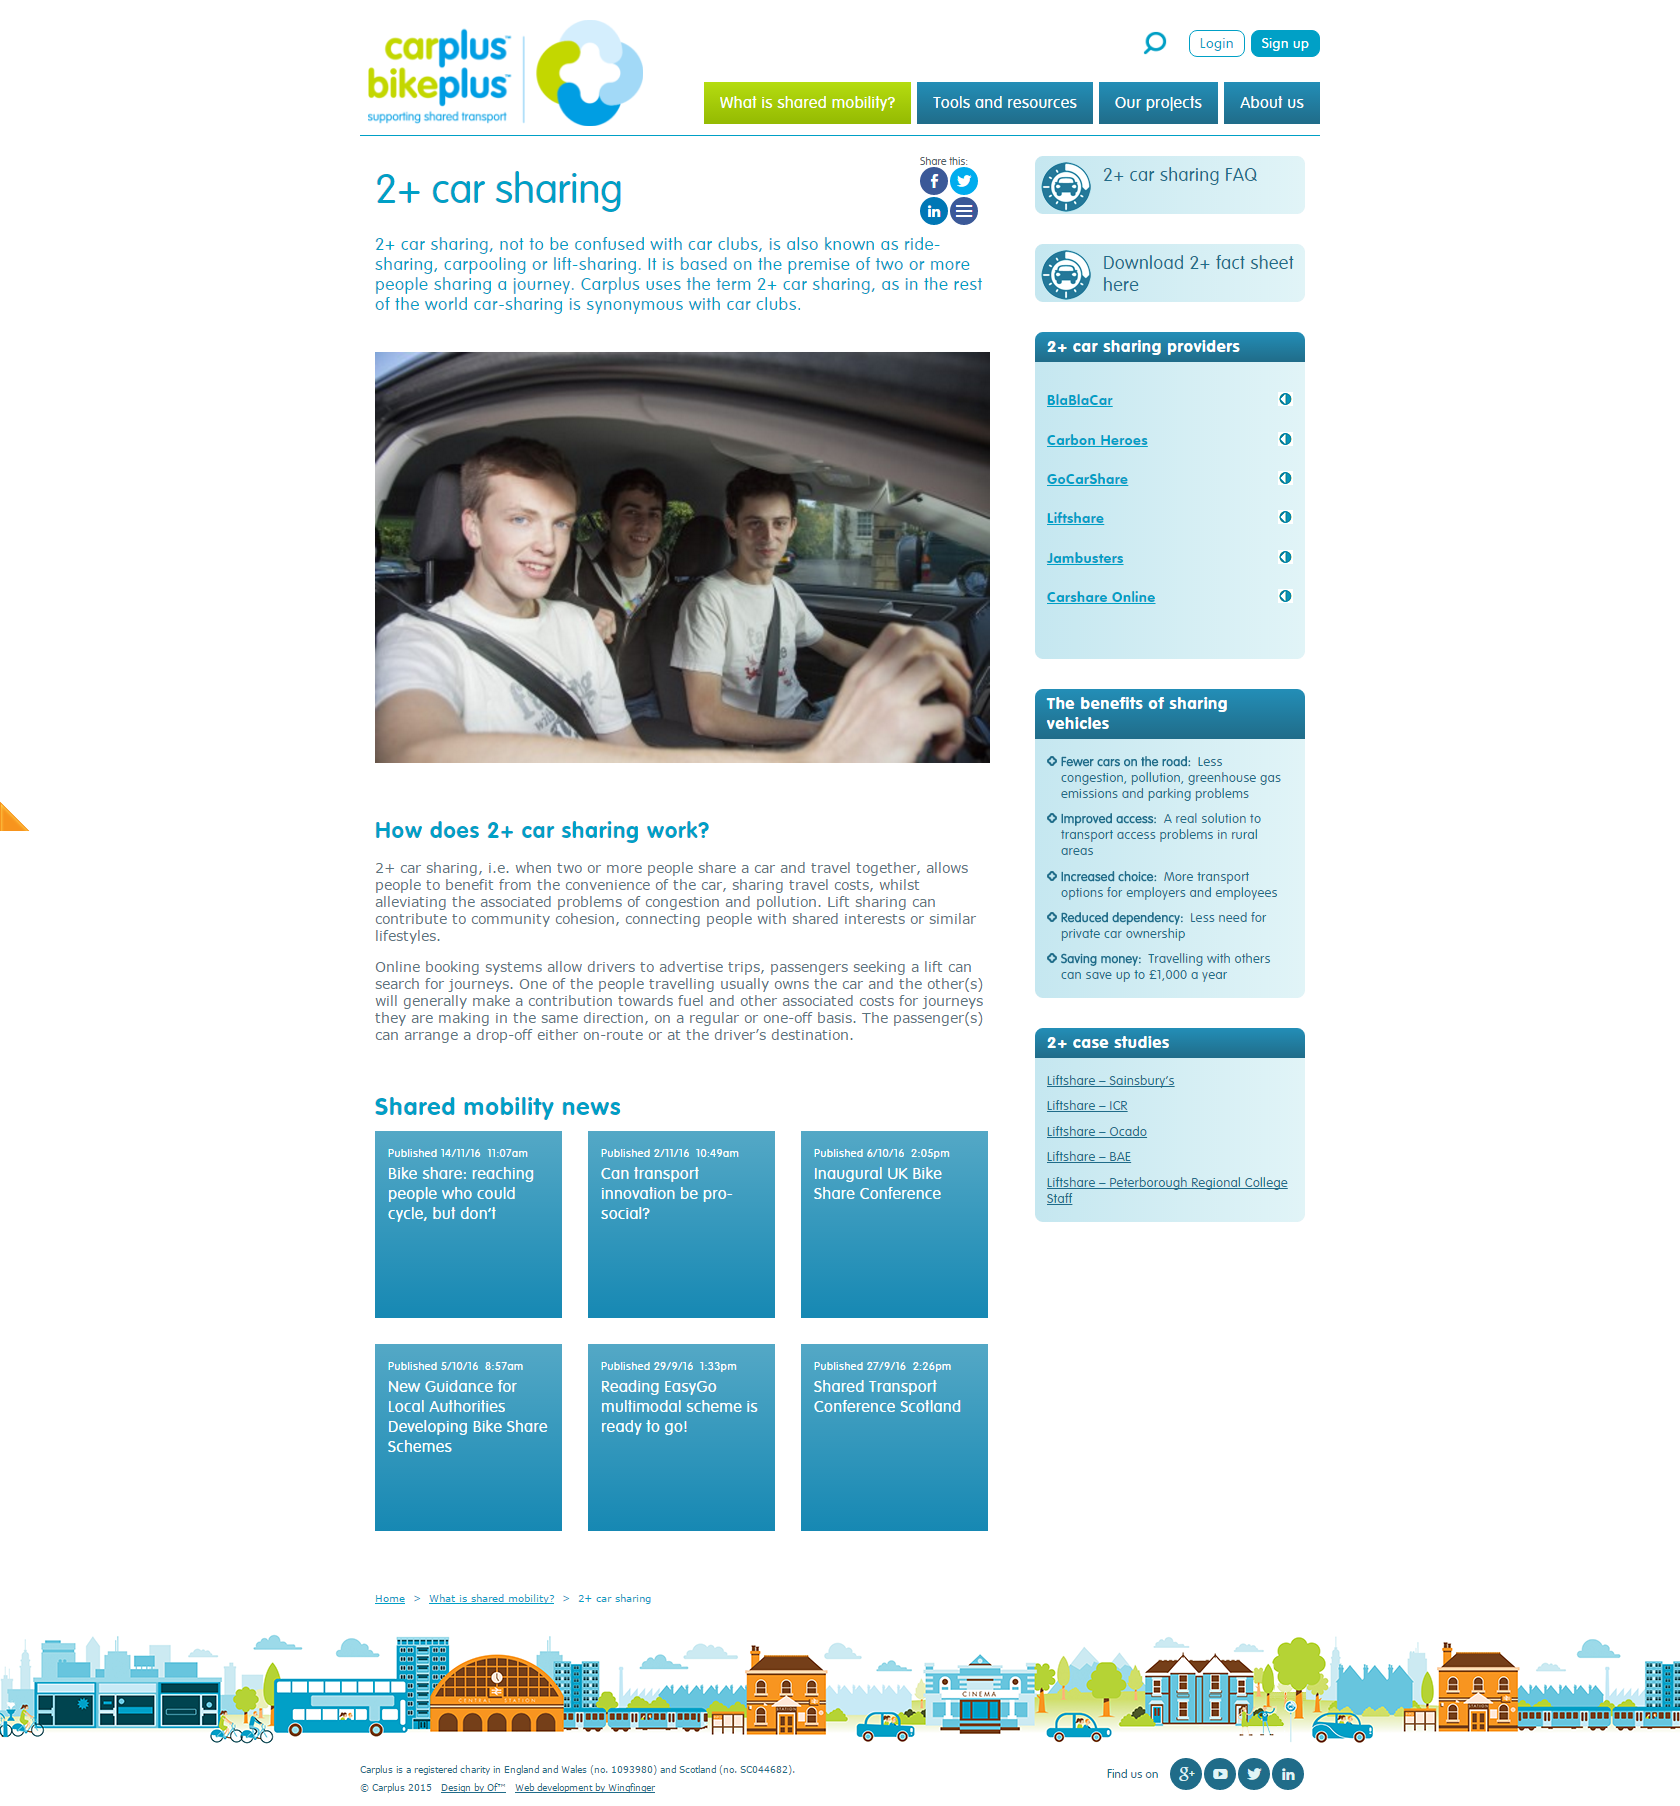 carplus™
bikeplus™
supporting shared transport
Login
Sign up
What is shared mobility?
Tools and resources
Our projects
About us
2+ car sharing
Share this:
2+ car sharing, not to be confused with car clubs, is also known as ride-
sharing, carpooling or lift-sharing. It is based on the premise of two or more
people sharing a journey. Carplus uses the term 2+ car sharing, as in the rest
of the world car-sharing is synonymous with car clubs.
How does 2+ car sharing work?
2+ car sharing, i.e. when two or more people share a car and travel together, allows
people to benefit from the convenience of the car, sharing travel costs, whilst
alleviating the associated problems of congestion and pollution. Lift sharing can
contribute to community cohesion, connecting people with shared interests or similar
lifestyles.
Online booking systems allow drivers to advertise trips, passengers seeking a lift can
search for journeys. One of the people travelling usually owns the car and the other(s)
will generally make a contribution towards fuel and other associated costs for journeys
they are making in the same direction, on a regular or one-off basis. The passenger(s)
can arrange a drop-off either on-route or at the driver's destination.
Shared mobility news
Published 14/11/16 11:07am
Bike share: reaching
people who could
cycle, but don't
Published 2/11/16 10:49am
Can transport
innovation be pro-
social?
Published 6/10/16 2:05pm
Inaugural UK Bike
Share Conference
Published 5/10/16 8:57am
New Guidance for
Local Authorities
Developing Bike Share
Schemes
Published 29/9/16 1:33pm
Reading EasyGo
multimodal scheme is
ready to go!
Published 27/9/16 2:26pm
Shared Transport
Conference Scotland
2+ car sharing FAQ
Download 2+ fact sheet
here
2+ car sharing providers
BlaBlaCar
Carbon Heroes
GoCarShare
Liftshare
Jambusters
Carshare Online
The benefits of sharing
vehicles
Fewer cars on the road: Less
congestion, pollution, greenhouse gas
emissions and parking problems
Improved access: A real solution to
transport access problems in rural
areas
Increased choice: More transport
options for employers and employees
Reduced dependency: Less need for
private car ownership
Saving money: Travelling with others
can save up to £1,000 a year
2+ case studies
Liftshare – Sainsbury's
Liftshare – ICR
Liftshare – Ocado
Liftshare – BAE
Liftshare – Peterborough Regional College
Staff
Home > What is shared mobility? > 2+ car sharing
CENTRAL STATION
CINEMA
Carplus is a registered charity in England and Wales (no. 1093980) and Scotland (no. SC044682).
© Carplus 2015 Design by Of™ Web development by Wingfinger
Find us on